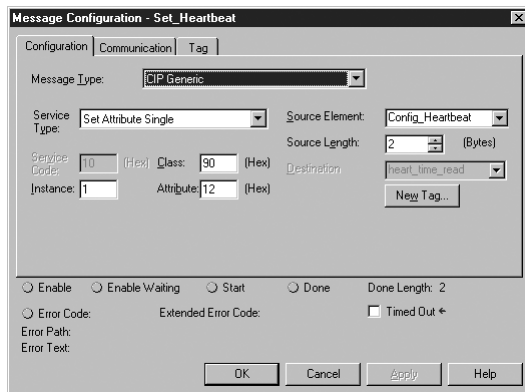 Message Configuration - Set_Heartbeat
Configuration Communication Tag
Message Type: CIP Generic
Service Type: Set Attribute Single
Source Element: Config_Heartbeat
Source Length: 2 (Bytes)
Service Code: 10 (Hex) Class: 90 (Hex)
Destination heart_time_read
Instance: 1 Attribute: 12 (Hex)
New Tag...
Enable Enable Waiting Start Done Done Length: 2
Error Code: Extended Error Code: Timed Out
Error Path:
Error Text:
OK Cancel Apply Help